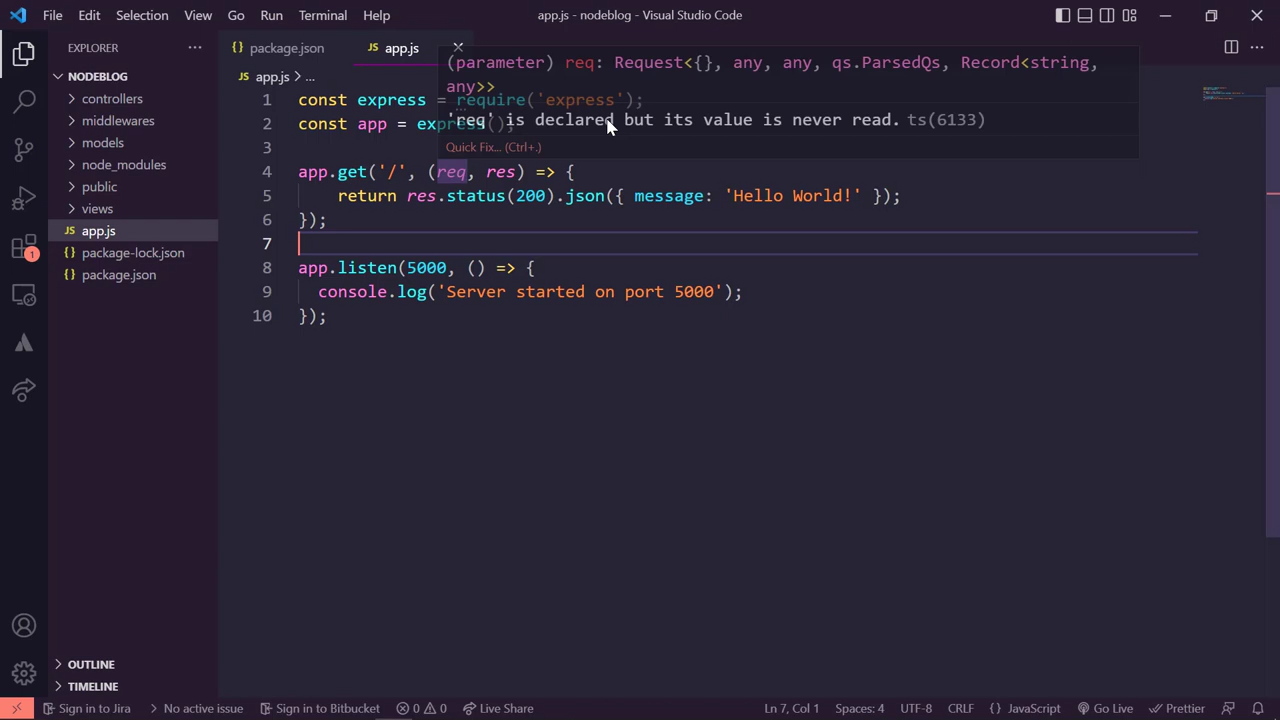 File Edit Selection View Go Run Terminal Help
app.js - nodeblog - Visual Studio Code
EXPLORER ...
NODEBLOG
controllers
middlewares
models
node_modules
public
views
JS app.js
{} package-lock.json
{} package.json
OUTLINE
TIMELINE
1
{} package.json
JS app.js
JS app.js > ...
(parameter) req: Request<{}, any, any, qs.ParsedQs, Record<string,
any>>
'req' is declared but its value is never read. ts(6133)
Quick Fix... (Ctrl+.)
1 const express = require('express');
2 const app = express();
3
4 app.get('/', (req, res) => {
5 return res.status(200).json({ message: 'Hello World!' });
6 });
7
8 app.listen(5000, () => {
9 console.log('Server started on port 5000');
10 });
Sign in to Jira No active issue Sign in to Bitbucket 0 0 Live Share Ln 7, Col 1 Spaces: 4 UTF-8 CRLF {} JavaScript Go Live Prettier